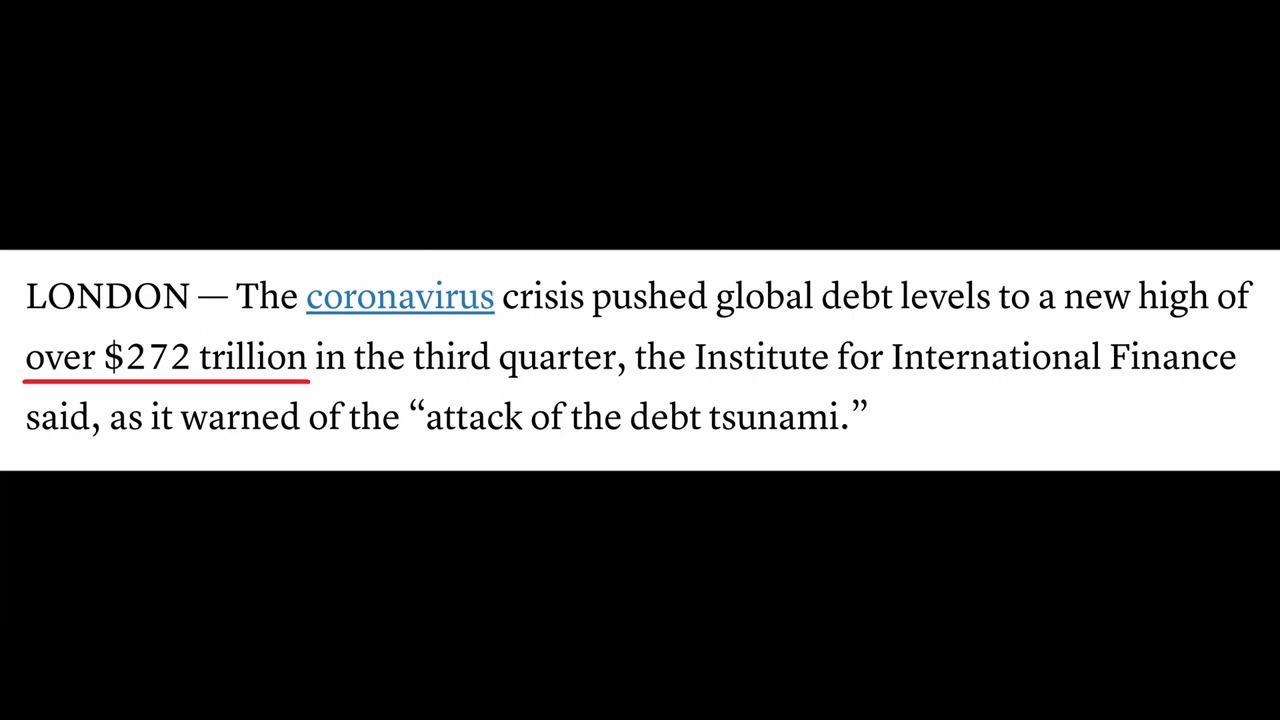 LONDON — The coronavirus crisis pushed global debt levels to a new high of
over $272 trillion in the third quarter, the Institute for International Finance
said, as it warned of the “attack of the debt tsunami.”